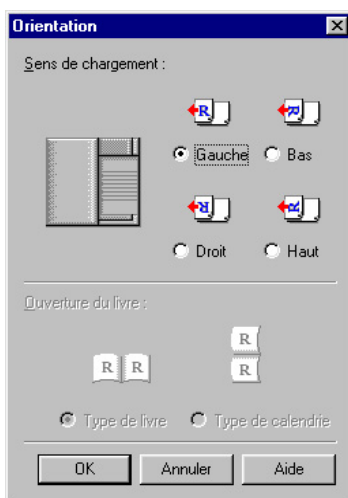 Orientation
Sens de chargement :
R R
Gauche Bas
R R
Droit Haut
Ouverture du livre :
R
R R R
Type de livre Type de calendrie
OK Annuler Aide